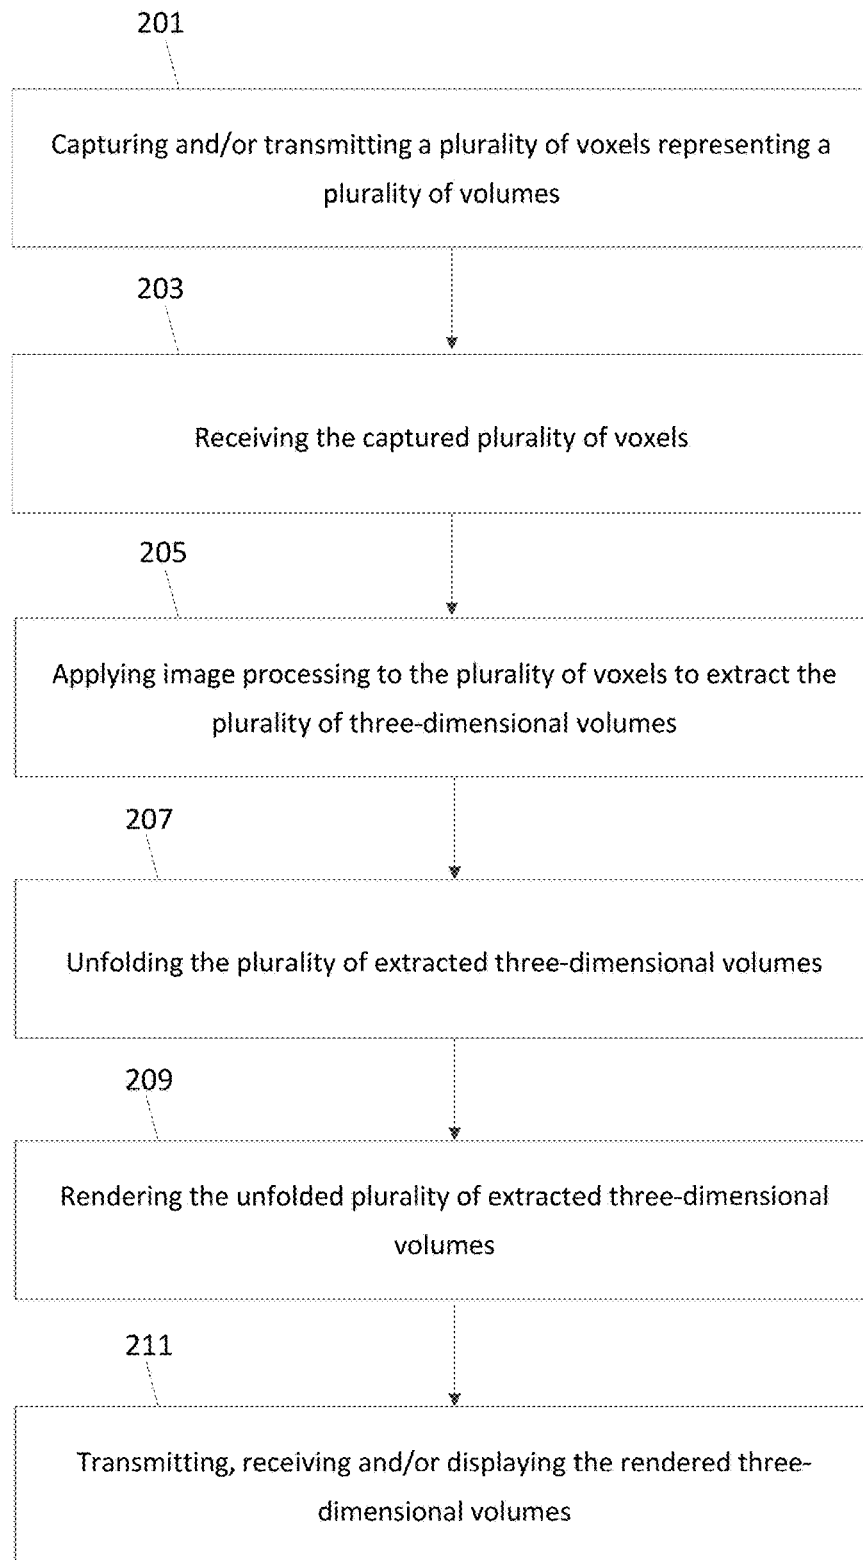 201
Capturing and/or transmitting a plurality of voxels representing a
plurality of volumes
203
Receiving the captured plurality of voxels
205
Applying image processing to the plurality of voxels to extract the
plurality of three-dimensional volumes
207
Unfolding the plurality of extracted three-dimensional volumes
209
Rendering the unfolded plurality of extracted three-dimensional
volumes
211
Transmitting, receiving and/or displaying the rendered three-
dimensional volumes